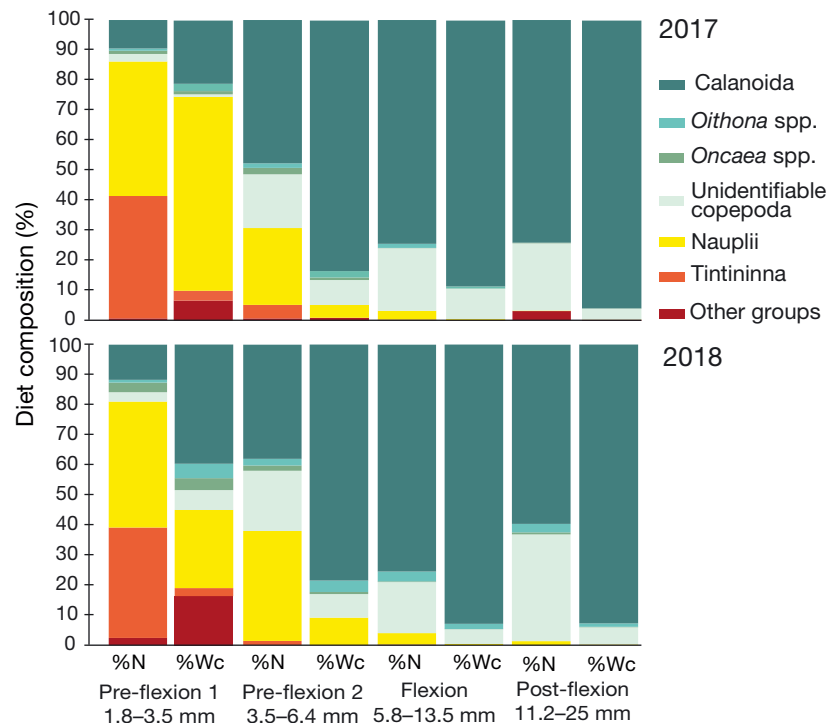 100
90
80
70
60
50
40
30
20
10
0
2017
Calanoida
Oithona spp.
Oncaea spp.
Unidentifiable
copepoda
Nauplii
Tintininna
Other groups
Diet composition (%)
100
90
80
70
60
50
40
30
20
10
0
2018
%N %Wc %N %Wc %N %Wc %N %Wc
Pre-flexion 1 Pre-flexion 2 Flexion Post-flexion
1.8–3.5 mm 3.5–6.4 mm 5.8–13.5 mm 11.2–25 mm